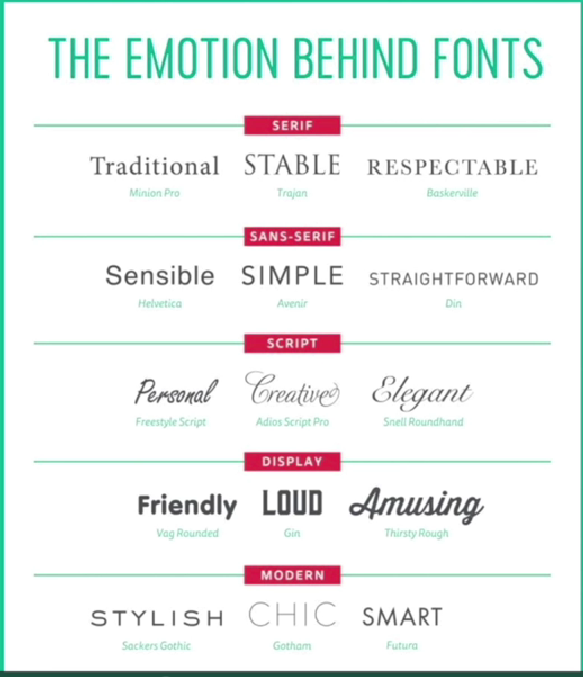 THE EMOTION BEHIND FONTS
SERIF
Traditional STABLE RESPECTABLE
Minion Pro Trajan Baskerville
SANS-SERIF
Sensible SIMPLE STRAIGHTFORWARD
Helvetica Avenir Din
SCRIPT
Personal Creative Elegant
Freestyle Script Adios Script Pro Snell Roundhand
DISPLAY
Friendly LOUD Amusing
Vag Rounded Gin Thirsty Rough
MODERN
STYLISH CHIC SMART
Sackers Gothic Gotham Futura